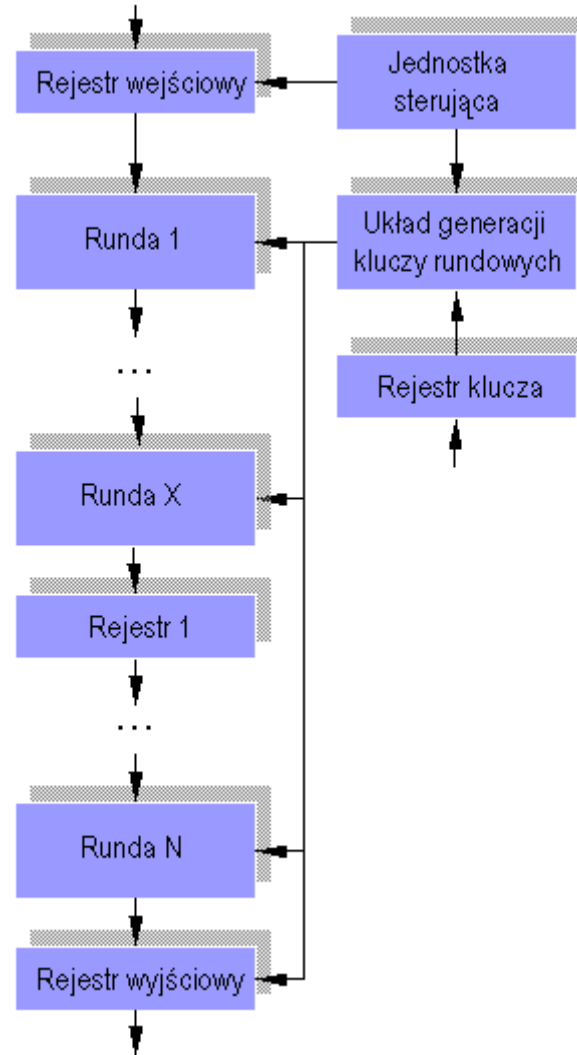 Rejestr wejściowy
Jednostka
sterująca
Runda 1
Układ generacji
kluczy rundowych
...
Rejestr klucza
Runda X
Rejestr 1
...
Runda N
Rejestr wyjściowy